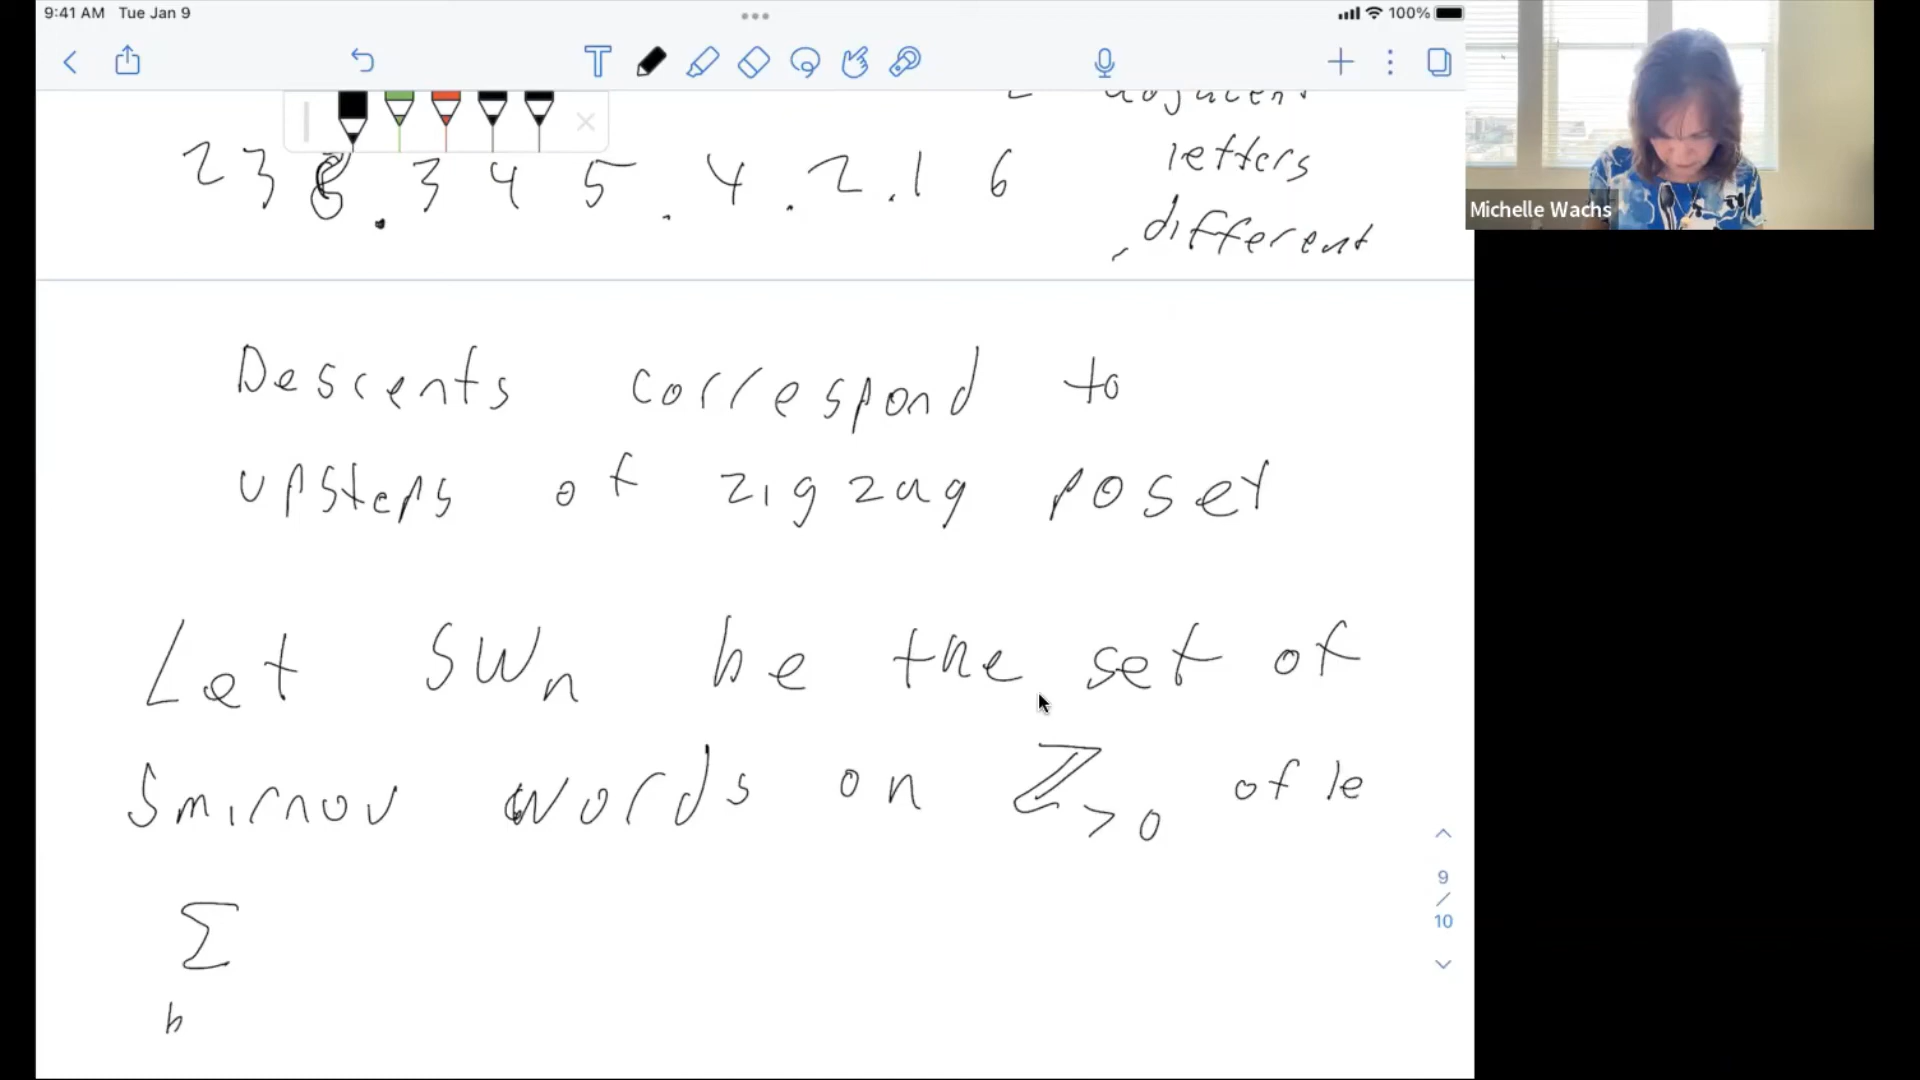 9:41 AM Tue Jan 9
100%
adjacent
letters
2 3 6 . 3 4 5 . 4 . 2 . 1 6
different
Michelle Wachs
Descents correspond to
upsteps of zigzag poset
Let SWn be the set of
Smirnov words on ℤ>0 of le
∑
9
/
10